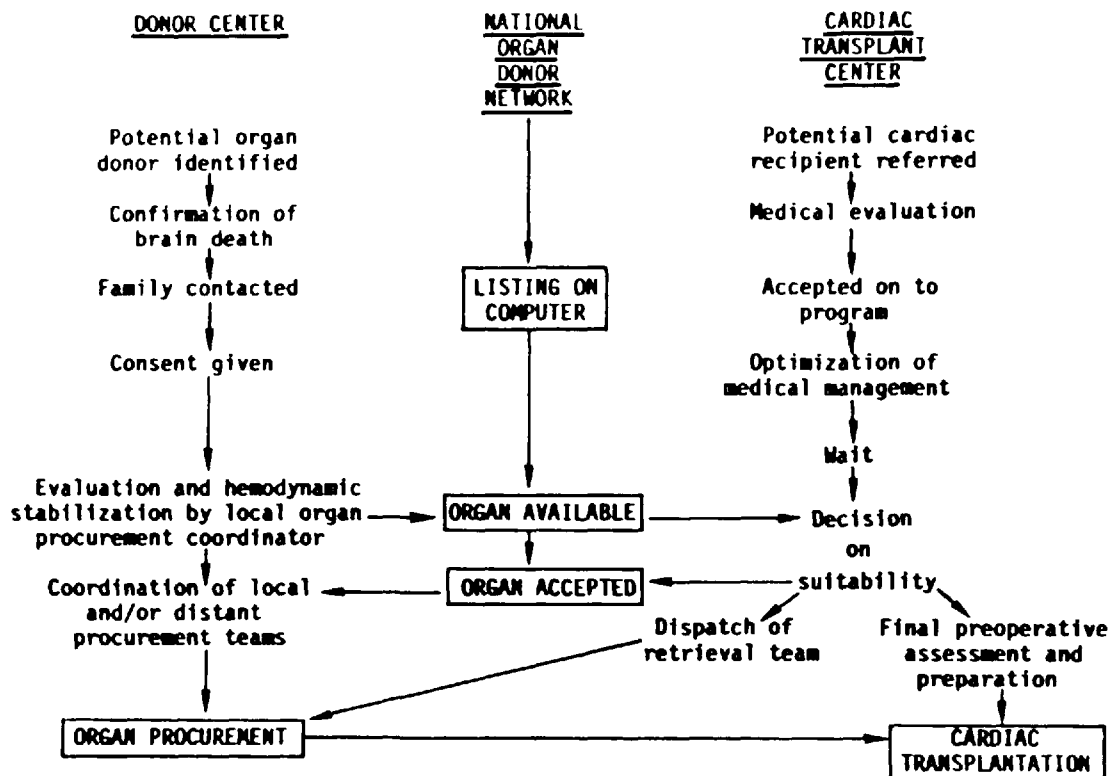 DONOR CENTER
NATIONAL
ORGAN
DONOR
NETWORK
CARDIAC
TRANSPLANT
CENTER
Potential organ
donor identified
Confirmation of
brain death
Family contacted
Consent given
Evaluation and hemodynamic
stabilization by local organ
procurement coordinator
Coordination of local
and/or distant
procurement teams
ORGAN PROCUREMENT
LISTING ON
COMPUTER
ORGAN AVAILABLE
ORGAN ACCEPTED
Potential cardiac
recipient referred
Medical evaluation
Accepted on to
program
Optimization of
medical management
Wait
Decision
on
suitability
Dispatch of
retrieval team
Final preoperative
assessment and
preparation
CARDIAC
TRANSPLANTATION